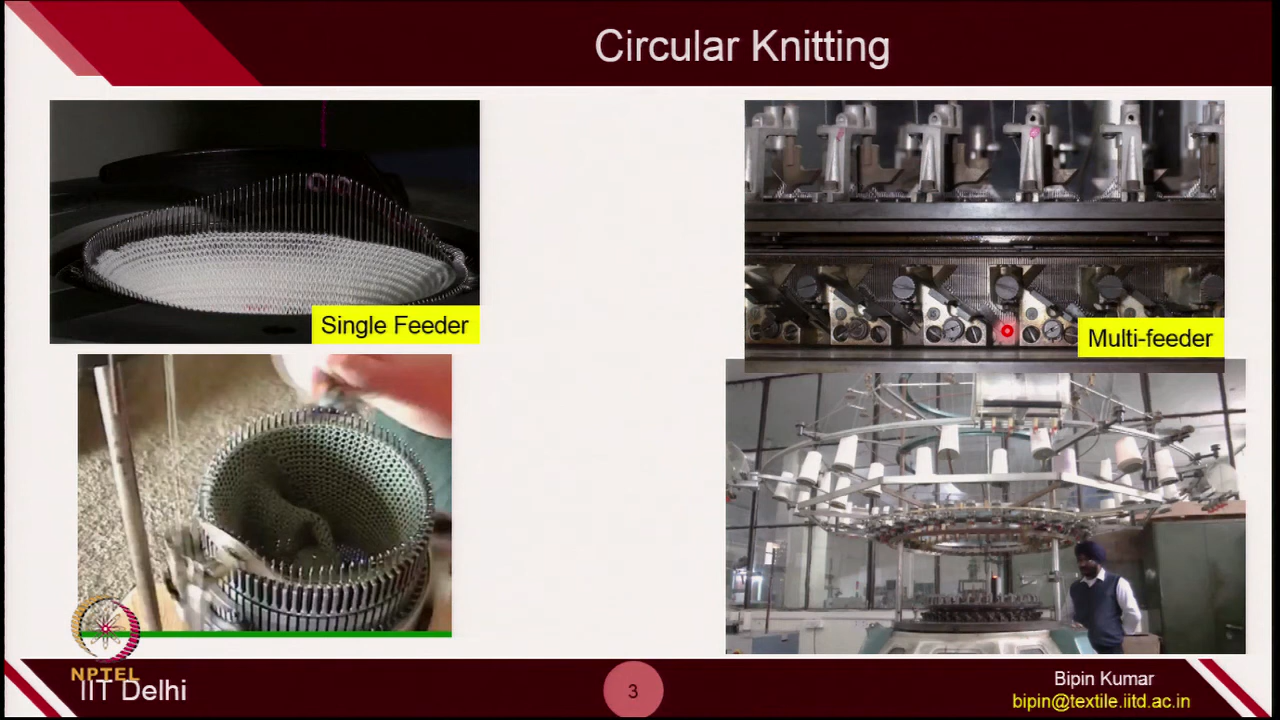 Circular Knitting
Single Feeder
Multi-feeder
NPTEL
IIT Delhi
3
Bipin Kumar
bipin@textile.iitd.ac.in